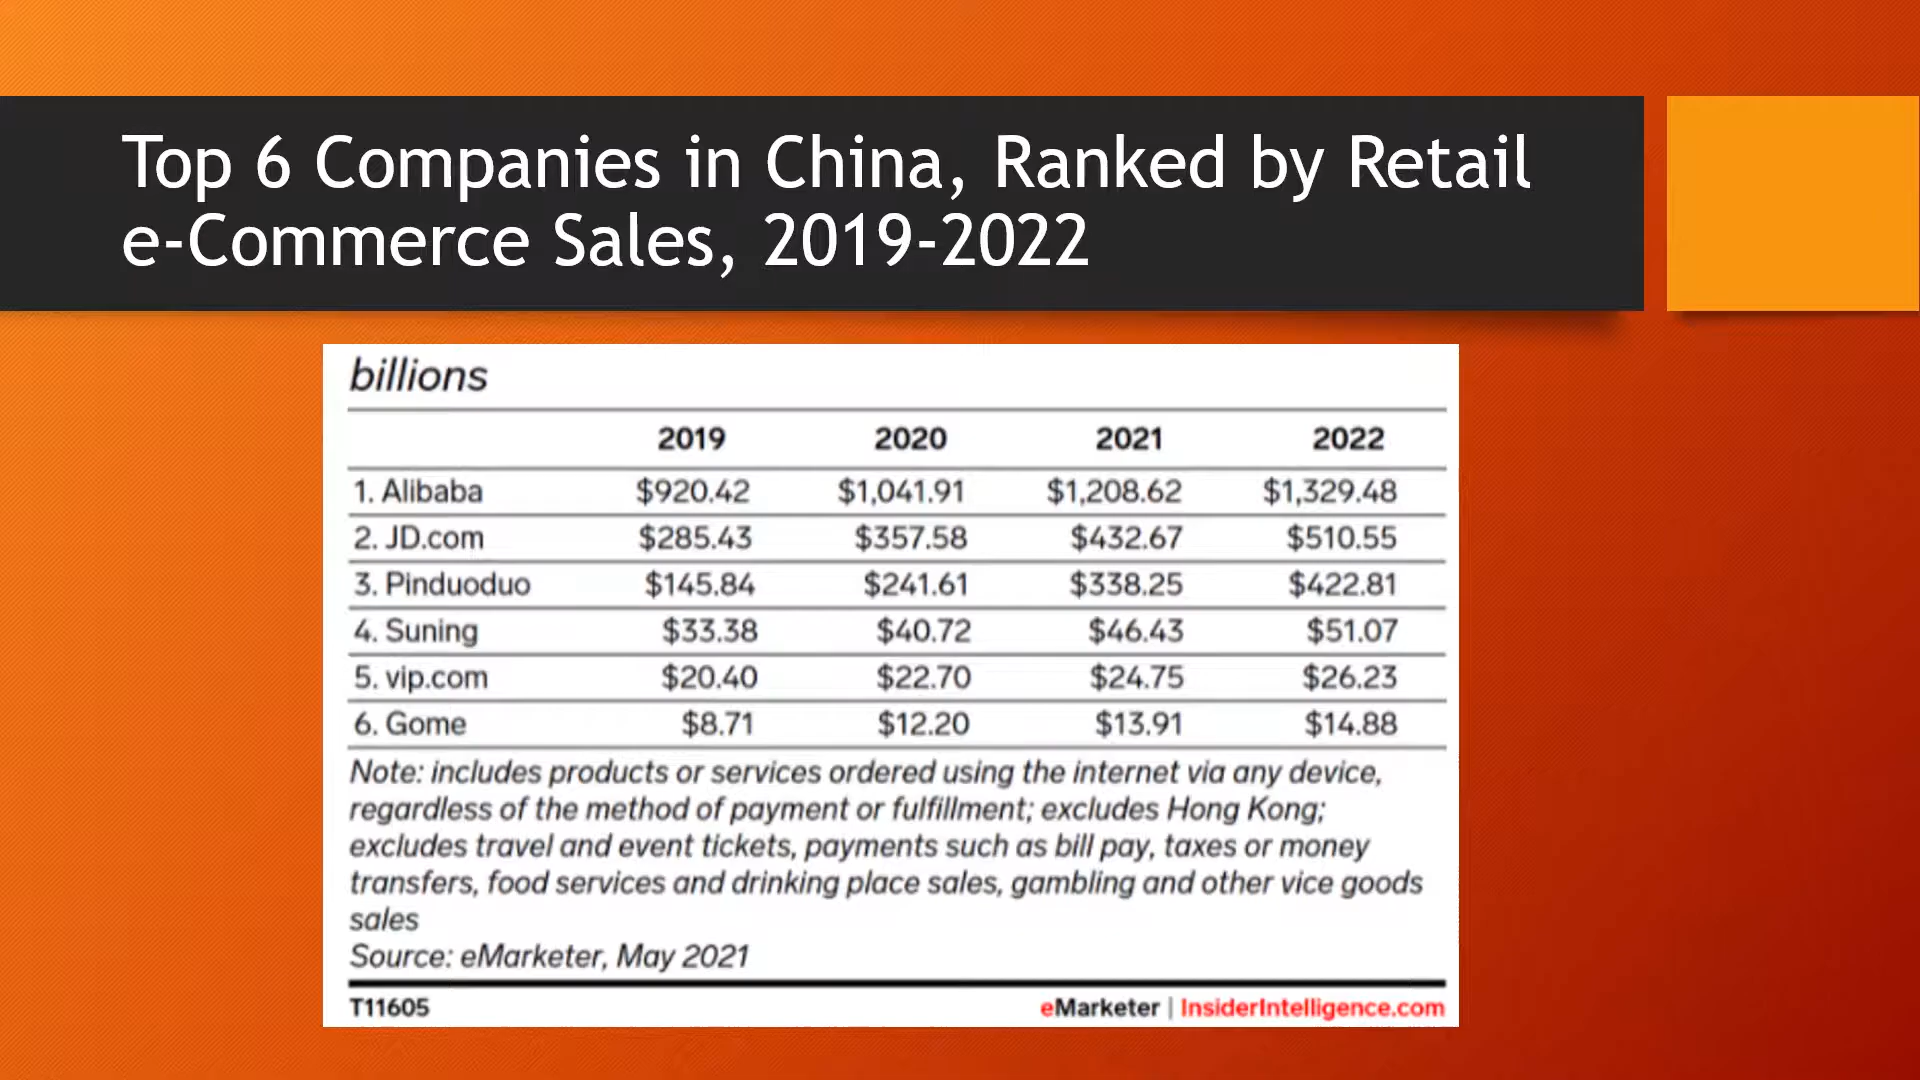 Top 6 Companies in China, Ranked by Retail
e-Commerce Sales, 2019-2022
billions
2019 2020 2021 2022
1. Alibaba $920.42 $1,041.91 $1,208.62 $1,329.48
2. JD.com $285.43 $357.58 $432.67 $510.55
3. Pinduoduo $145.84 $241.61 $338.25 $422.81
4. Suning $33.38 $40.72 $46.43 $51.07
5. vip.com $20.40 $22.70 $24.75 $26.23
6. Gome $8.71 $12.20 $13.91 $14.88
Note: includes products or services ordered using the internet via any device,
regardless of the method of payment or fulfillment; excludes Hong Kong;
excludes travel and event tickets, payments such as bill pay, taxes or money
transfers, food services and drinking place sales, gambling and other vice goods
sales
Source: eMarketer, May 2021
T11605 eMarketer | InsiderIntelligence.com